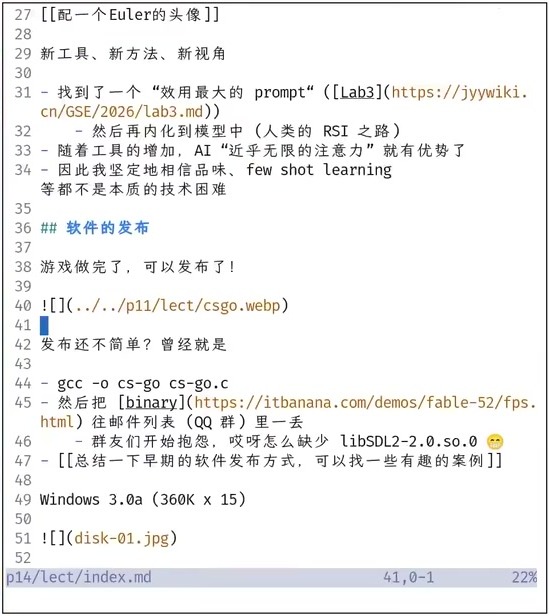 27 [[配一个Euler的头像]]
28
29 新工具、新方法、新视角
30
31 - 找到了一个 “效用最大的 prompt“ ([Lab3](https://jyywiki.
cn/GSE/2026/lab3.md))
32     - 然后再内化到模型中 (人类的 RSI 之路)
33 - 随着工具的增加, AI “近乎无限的注意力” 就有优势了
34 - 因此我坚定地相信品味、few shot learning
等都不是本质的技术困难
35
36 ## 软件的发布
37
38 游戏做完了, 可以发布了!
39
40 ![](../../p11/lect/csgo.webp)
41
42 发布还不简单? 曾经就是
43
44 - gcc -o cs-go cs-go.c
45 - 然后把 [binary](https://itbanana.com/demos/fable-52/fps.
html) 往邮件列表 (QQ 群) 里一丢
46     - 群友们开始抱怨, 哎呀怎么缺少 libSDL2-2.0.so.0 😁
47 - [[总结一下早期的软件发布方式, 可以找一些有趣的案例]]
48
49 Windows 3.0a (360K x 15)
50
51 ![](disk-01.jpg)
52
p14/lect/index.md 41,0-1 22%